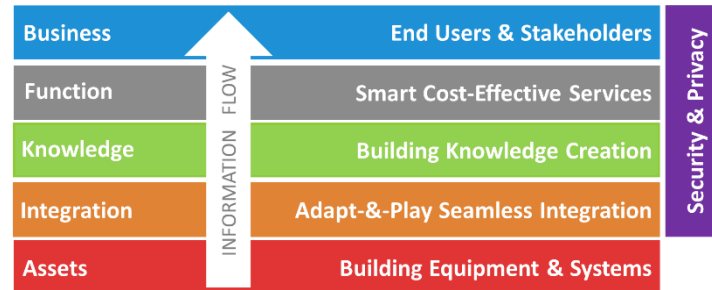 Business
End Users & Stakeholders
Function
Smart Cost-Effective Services
Knowledge
Building Knowledge Creation
Integration
Adapt-&-Play Seamless Integration
Assets
Building Equipment & Systems
INFORMATION FLOW
Security & Privacy